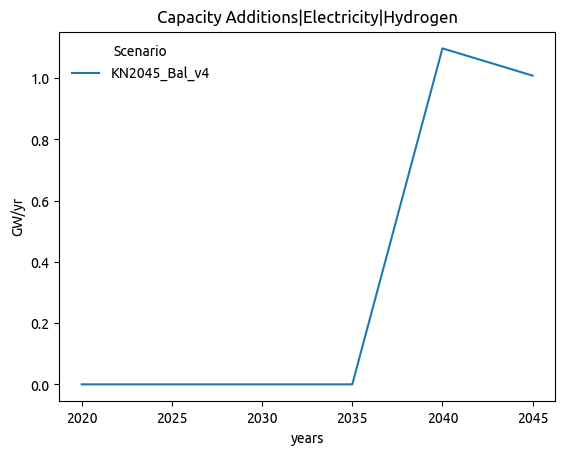 Capacity Additions|Electricity|Hydrogen
Scenario
KN2045_Bal_v4
GW/yr
1.0
0.8
0.6
0.4
0.2
0.0
2020 2025 2030 2035 2040 2045
years